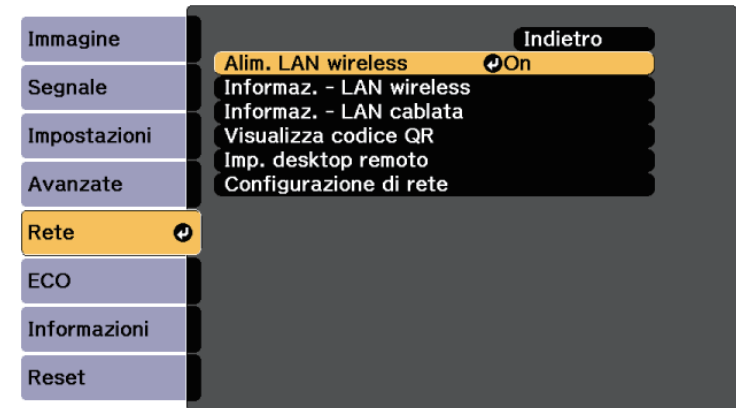 Immagine
Segnale
Impostazioni
Avanzate
Rete
ECO
Informazioni
Reset
Indietro
Alim. LAN wireless On
Informaz. - LAN wireless
Informaz. - LAN cablata
Visualizza codice QR
Imp. desktop remoto
Configurazione di rete